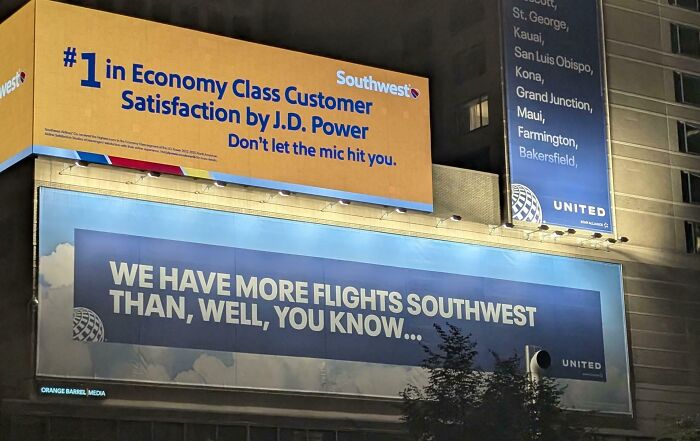 #1 in Economy Class Customer
Satisfaction by J.D. Power
Don't let the mic hit you.
Southwest
St. George,
Kauai,
San Luis Obispo,
Kona,
Grand Junction,
Maui,
Farmington,
Bakersfield,
UNITED
WE HAVE MORE FLIGHTS SOUTHWEST
THAN, WELL, YOU KNOW...
UNITED
ORANGE BARREL MEDIA